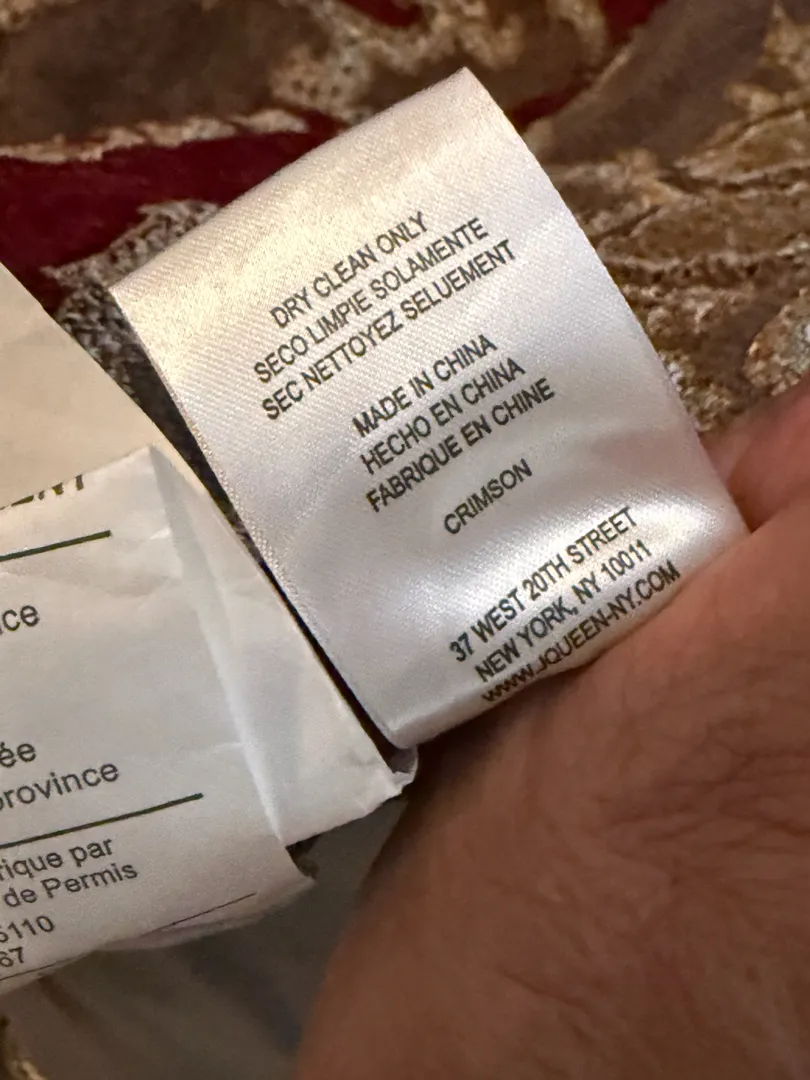 DRY CLEAN ONLY
SECO LIMPIE SOLAMENTE
SEC NETTOYEZ SELUEMENT
MADE IN CHINA
HECHO EN CHINA
FABRIQUE EN CHINE
CRIMSON
37 WEST 20TH STREET
NEW YORK, NY 10011
WWW.JQUEEN-NY.COM
ce
ée
province
rique par
de Permis
6110
67